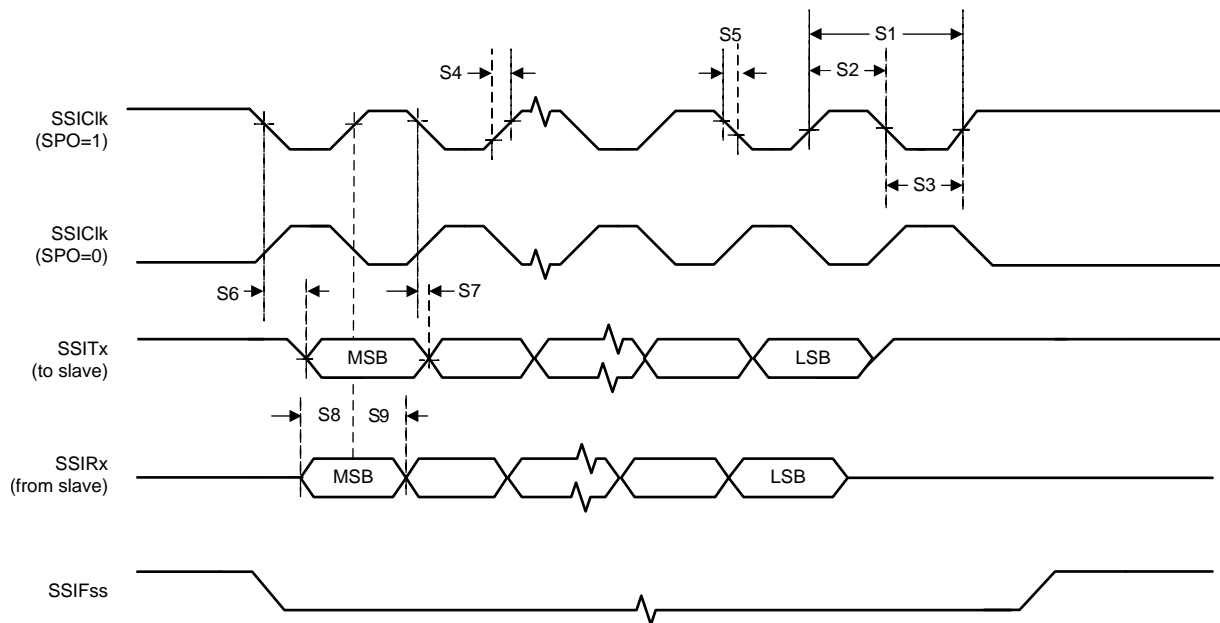 S1
S5
S2
S4
SSIClk
(SPO=1)
S3
SSIClk
(SPO=0)
S6
S7
SSITx
(to slave)
MSB
LSB
S8
S9
SSIRx
(from slave)
MSB
LSB
SSIFss